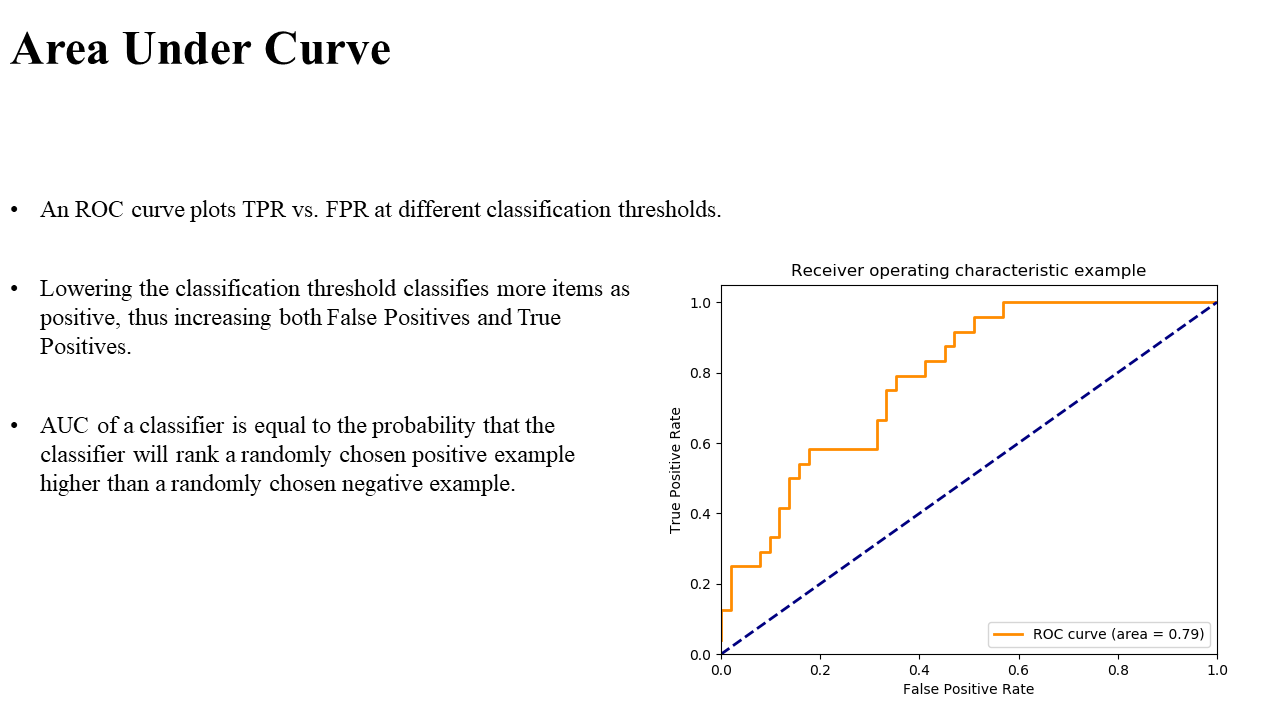 Area Under Curve
• An ROC curve plots TPR vs. FPR at different classification thresholds.
• Lowering the classification threshold classifies more items as
positive, thus increasing both False Positives and True
Positives.
• AUC of a classifier is equal to the probability that the
classifier will rank a randomly chosen positive example
higher than a randomly chosen negative example.
Receiver operating characteristic example
1.0
0.8
0.6
0.4
0.2
0.0
True Positive Rate
ROC curve (area = 0.79)
0.0 0.2 0.4 0.6 0.8 1.0
False Positive Rate